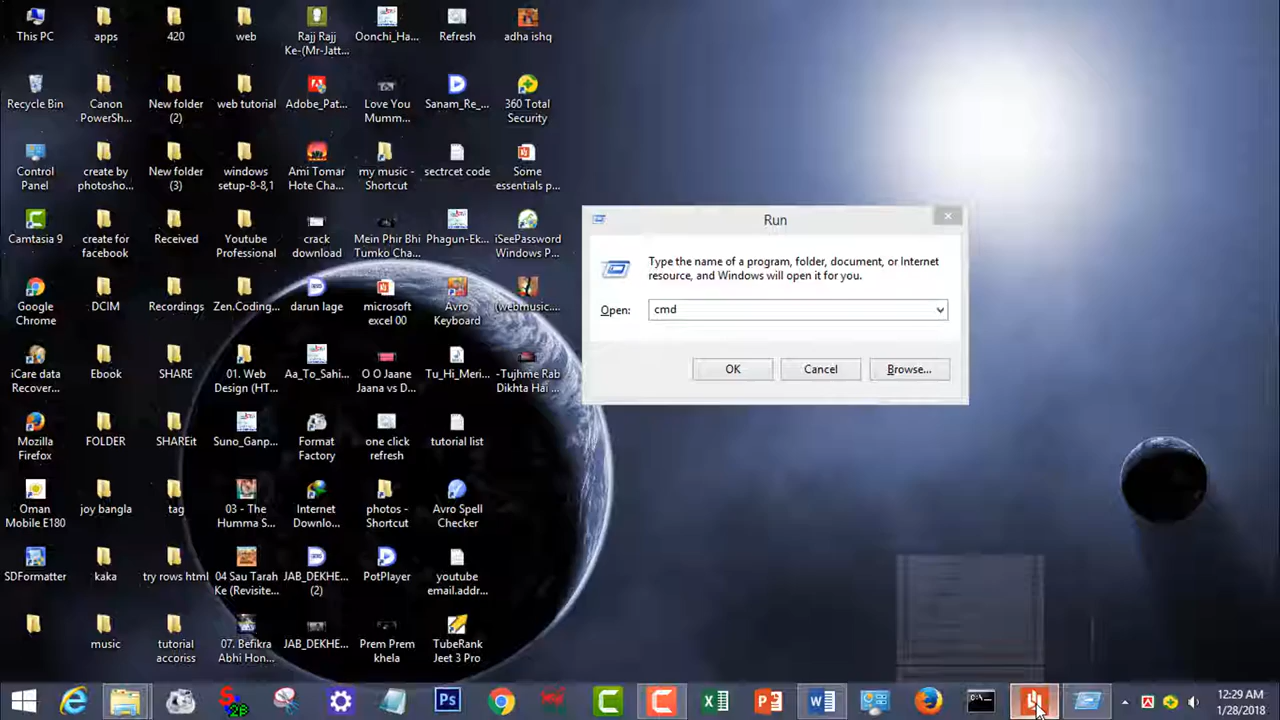 This PC
apps
420
web
Rajj Rajj
Ke-(Mr-Jatt...
Oonchi_Ha...
Refresh
adha ishq
Recycle Bin
Canon
PowerSh...
New folder
(2)
web tutorial
Adobe_Pat...
Love You
Mumm...
Sanam_Re_...
360 Total
Security
Control
Panel
create by
photosho...
New folder
(3)
windows
setup-8-8,1
Ami Tomar
Hote Cha...
my music -
Shortcut
sectrcet code
Some
essentials p...
Camtasia 9
create for
facebook
Received
Youtube
Professional
crack
download
Mein Phir Bhi
Tumko Cha...
Phagun-Ek...
iSeePassword
Windows P...
Google
Chrome
DCIM
Recordings
Zen.Coding...
darun lage
microsoft
excel 00
Avro
Keyboard
(webmusic....
iCare data
Recover...
Ebook
SHARE
01. Web
Design (HT...
Aa_To_Sahi...
O O Jaane
Jaana vs D...
Tu_Hi_Meri...
-Tujhme Rab
Dikhta Hai ...
Mozilla
Firefox
FOLDER
SHAREit
Suno_Ganp...
Format
Factory
one click
refresh
tutorial list
Oman
Mobile E180
joy bangla
tag
03 - The
Humma S...
Internet
Downlo...
photos -
Shortcut
Avro Spell
Checker
SDFormatter
kaka
try rows html
04 Sau Tarah
Ke (Revisite...
JAB_DEKHE...
(2)
PotPlayer
youtube
email.addr...
music
tutorial
accoriss
07. Befikra
Abhi Hon...
JAB_DEKHE...
Prem Prem
khela
TubeRank
Jeet 3 Pro
Run
Type the name of a program, folder, document, or Internet
resource, and Windows will open it for you.
Open:
cmd
OK
Cancel
Browse...
12:29 AM
1/28/2018